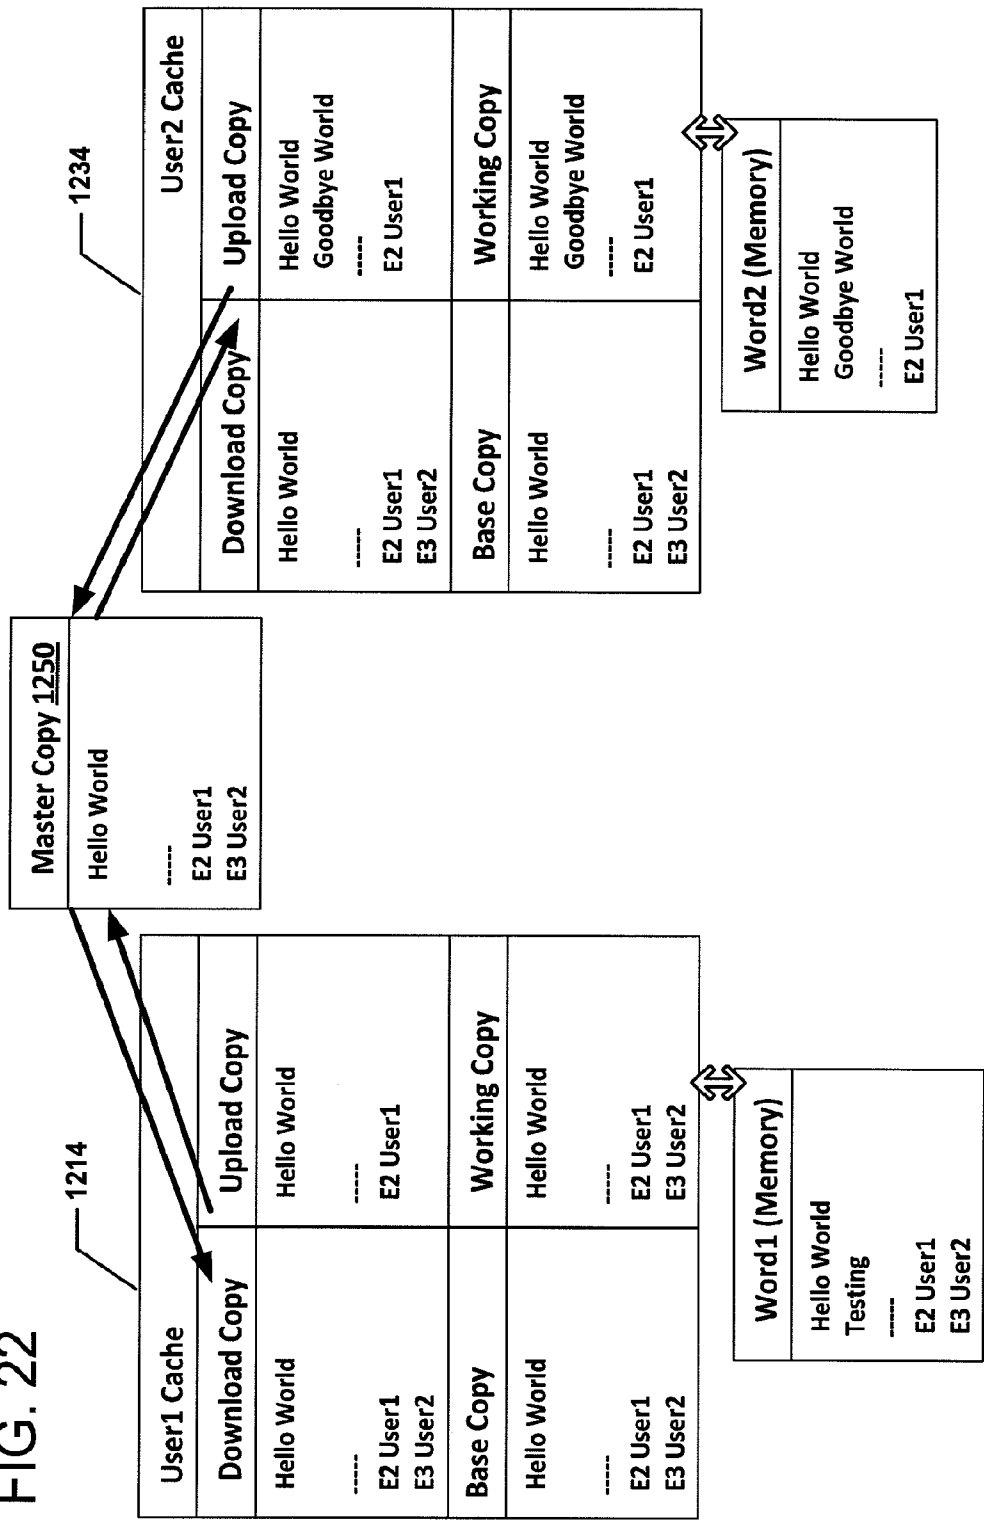 FIG. 22
Master Copy 1250
Hello World
-----
E2 User1
E3 User2
1214
User1 Cache
Download Copy
Hello World
-----
E2 User1
E3 User2
Upload Copy
Hello World
-----
E2 User1
Base Copy
Hello World
-----
E2 User1
E3 User2
Working Copy
Hello World
-----
E2 User1
E3 User2
Word1 (Memory)
Hello World
Testing
-----
E2 User1
E3 User2
1234
User2 Cache
Download Copy
Hello World
-----
E2 User1
E3 User2
Upload Copy
Hello World
Goodbye World
-----
E2 User1
Base Copy
Hello World
-----
E2 User1
E3 User2
Working Copy
Hello World
Goodbye World
-----
E2 User1
Word2 (Memory)
Hello World
Goodbye World
-----
E2 User1